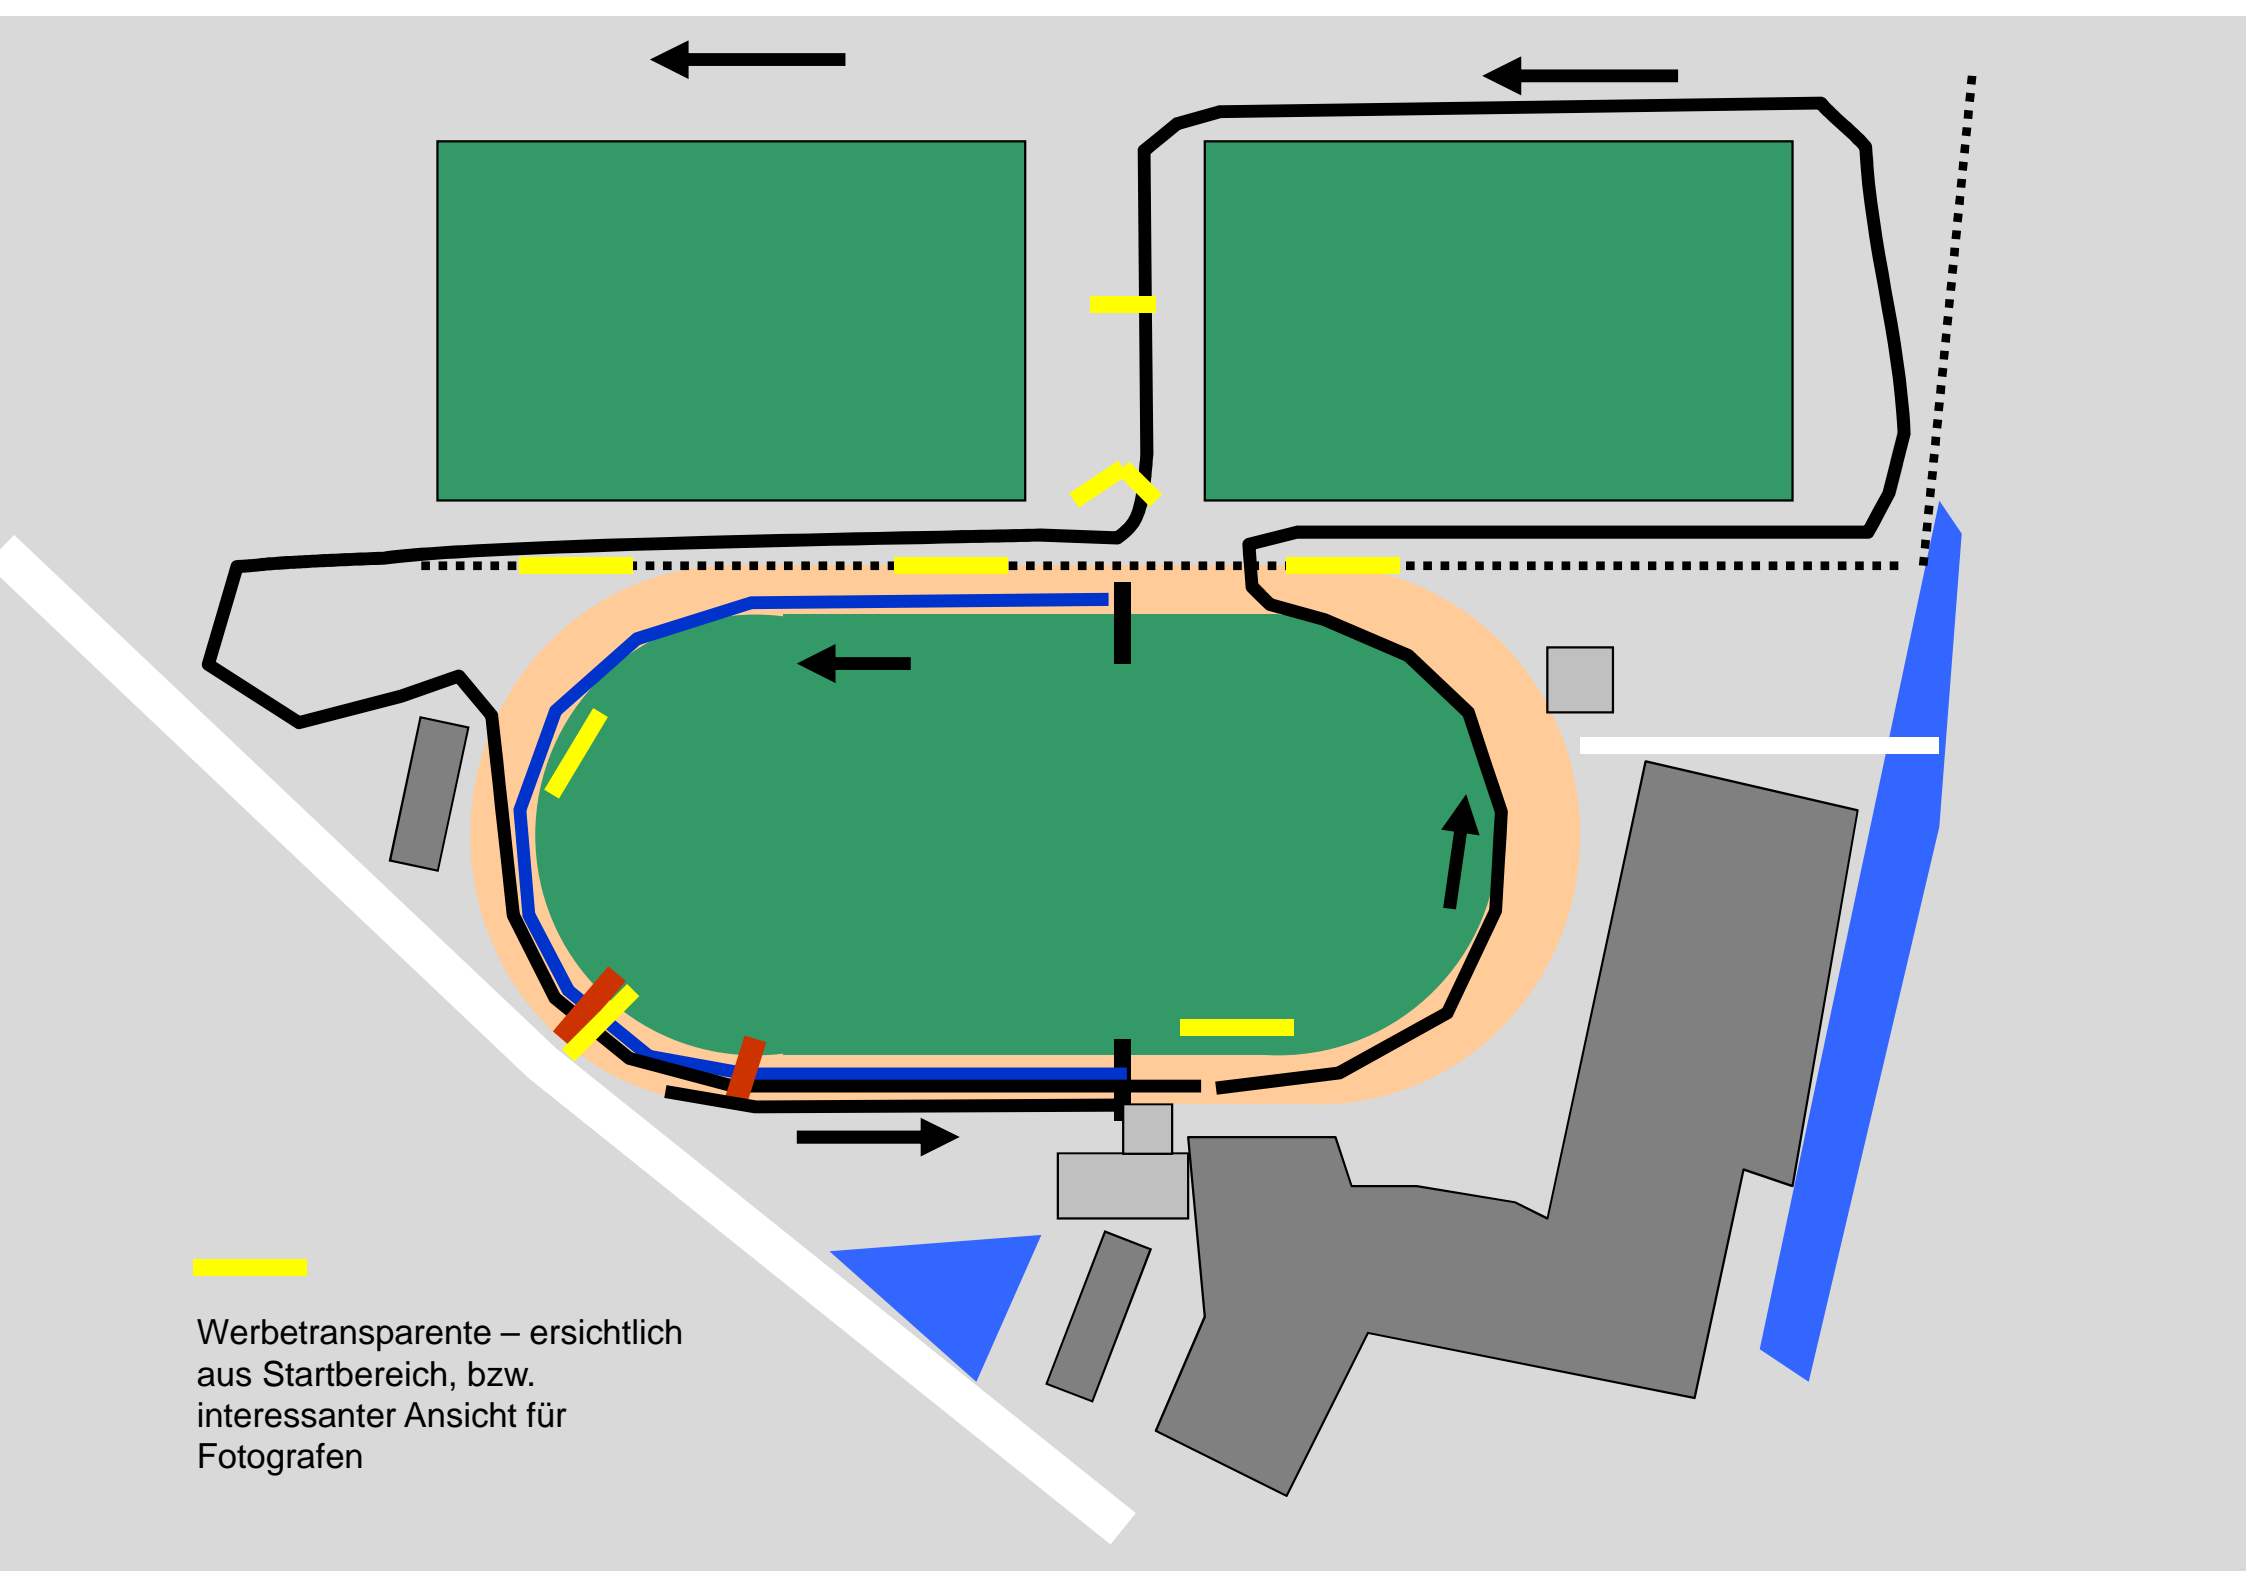 Werbetransparente – ersichtlich
aus Startbereich, bzw.
interessanter Ansicht für
Fotografen